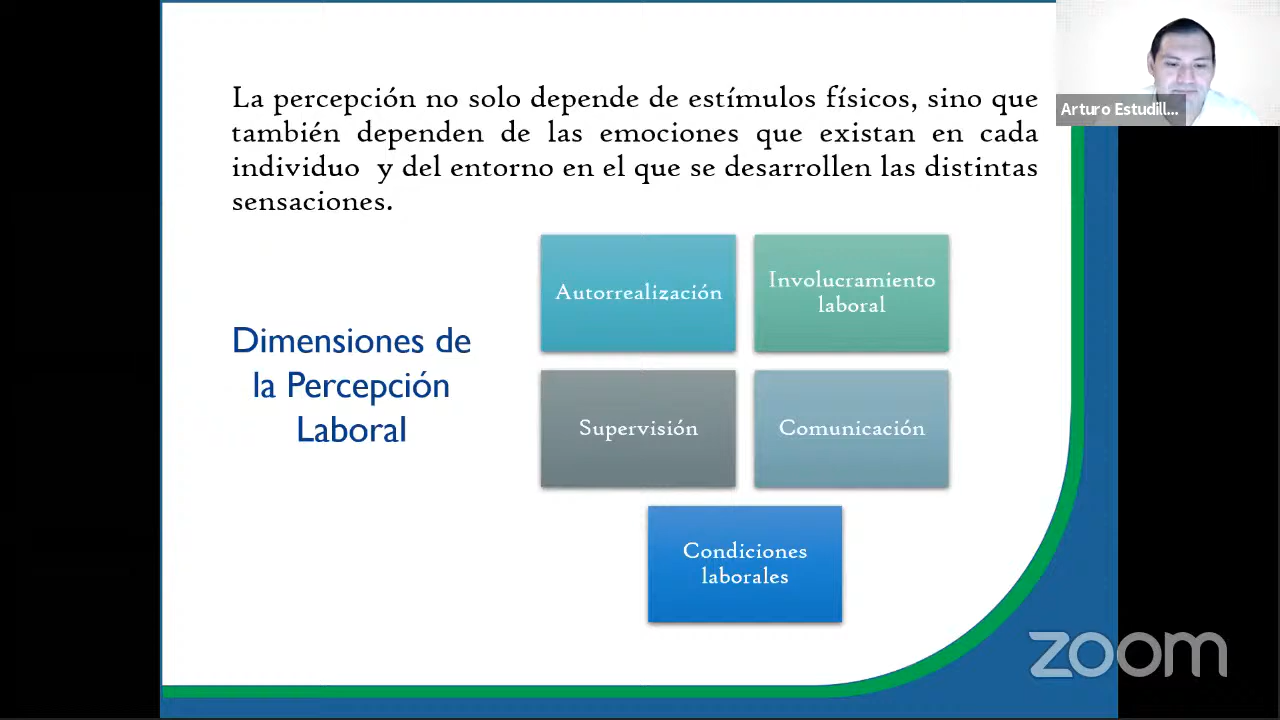 La percepción no solo depende de estímulos físicos, sino que
también dependen de las emociones que existan en cada
individuo y del entorno en el que se desarrollen las distintas
sensaciones.
Arturo Estudill...
Dimensiones de
la Percepción
Laboral
Autorrealización
Involucramiento
laboral
Supervisión
Comunicación
Condiciones
laborales
zoom